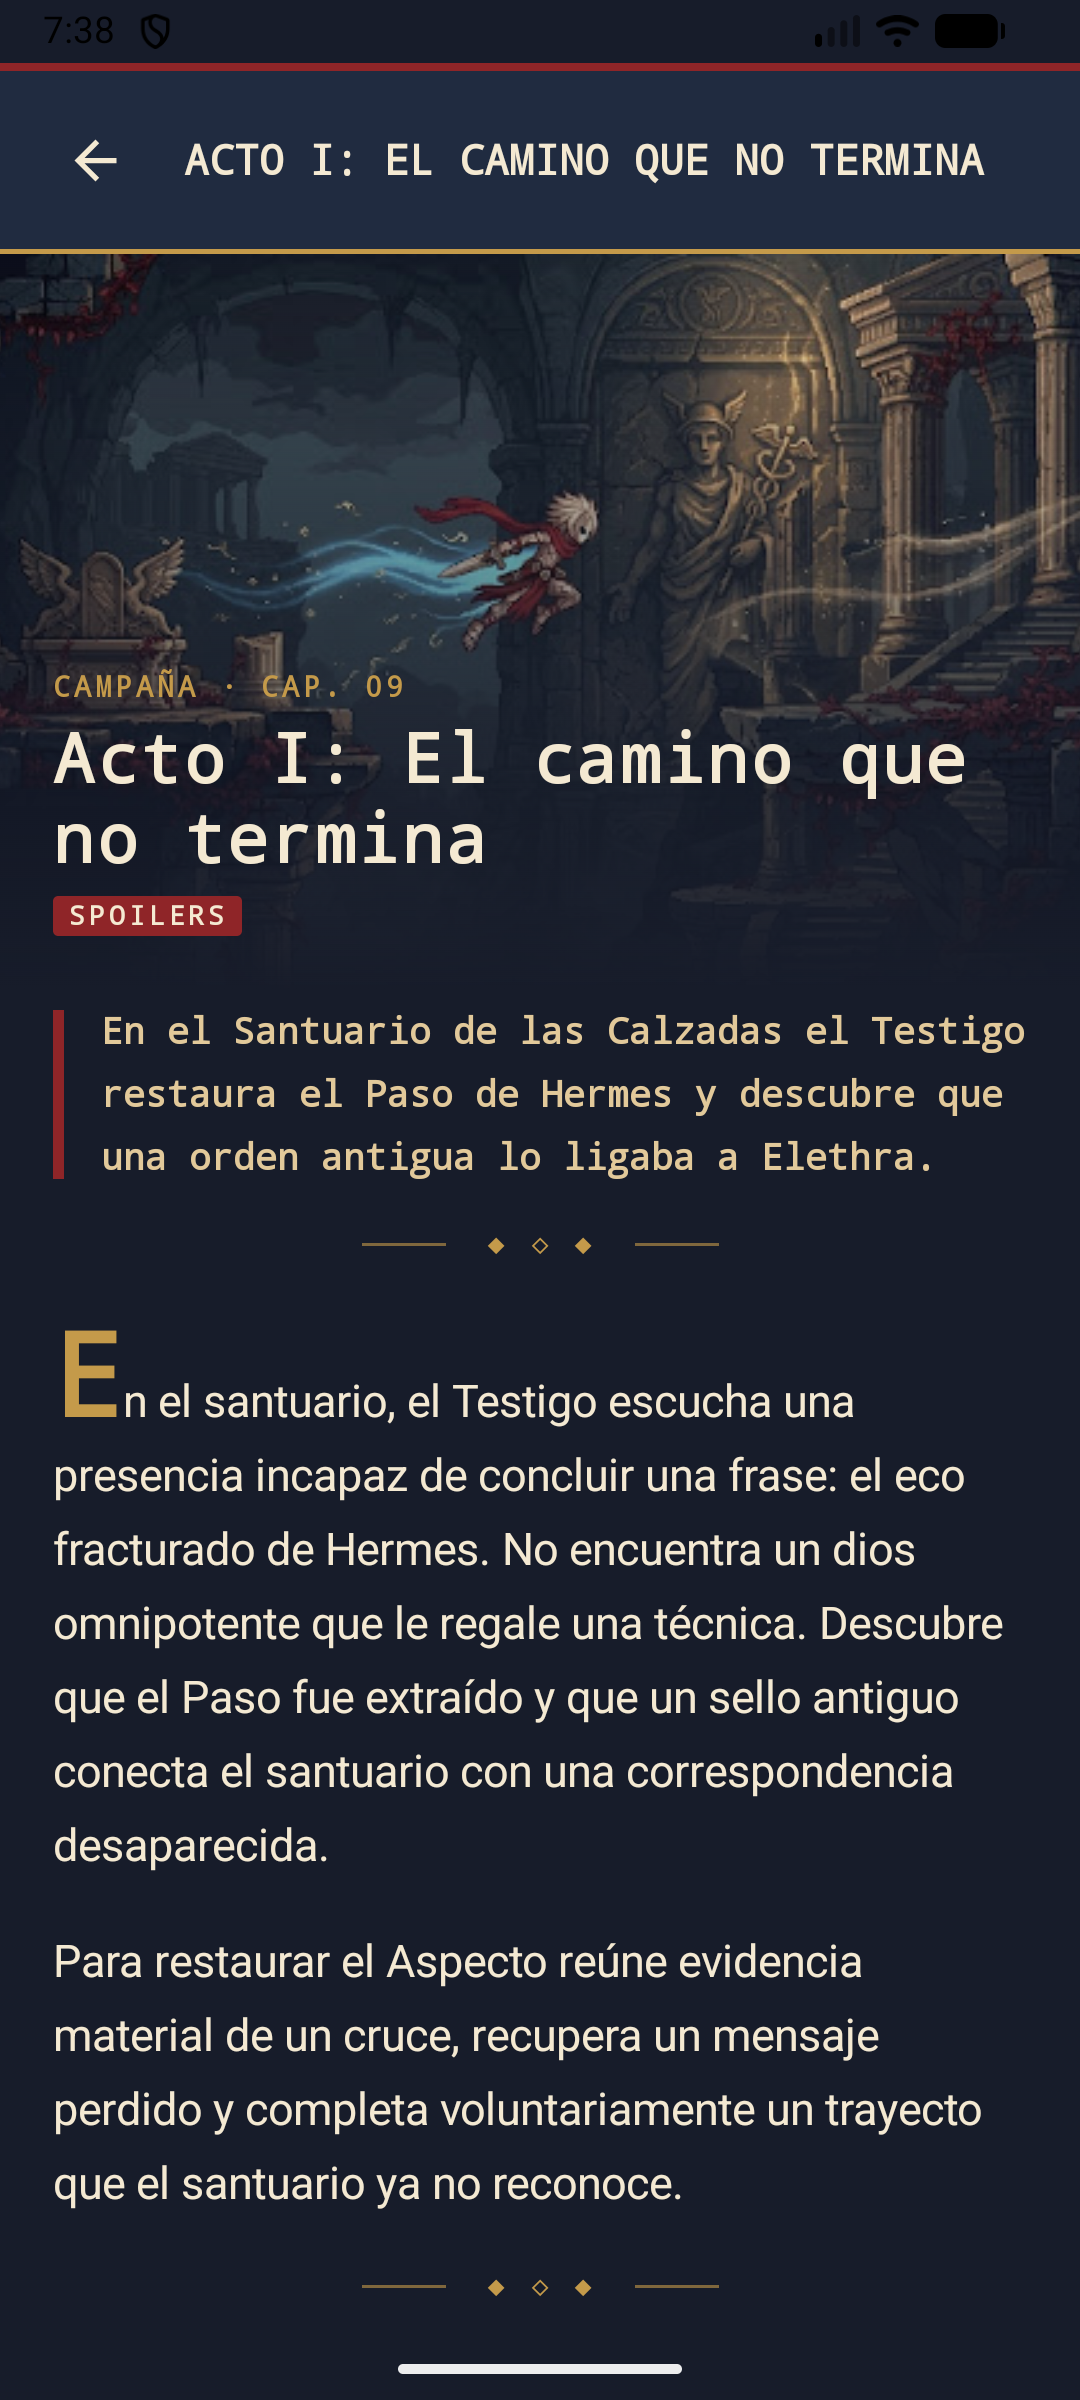 7:38
ACTO I: EL CAMINO QUE NO TERMINA
CAMPAÑA · CAP. 09
Acto I: El camino que
no termina
SPOILERS
En el Santuario de las Calzadas el Testigo
restaura el Paso de Hermes y descubre que
una orden antigua lo ligaba a Elethra.
En el santuario, el Testigo escucha una
presencia incapaz de concluir una frase: el eco
fracturado de Hermes. No encuentra un dios
omnipotente que le regale una técnica. Descubre
que el Paso fue extraído y que un sello antiguo
conecta el santuario con una correspondencia
desaparecida.
Para restaurar el Aspecto reúne evidencia
material de un cruce, recupera un mensaje
perdido y completa voluntariamente un trayecto
que el santuario ya no reconoce.